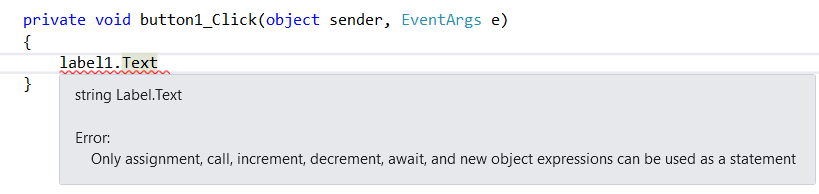 private void button1_Click(object sender, EventArgs e)
{
label1.Text
}
string Label.Text
Error:
Only assignment, call, increment, decrement, await, and new object expressions can be used as a statement